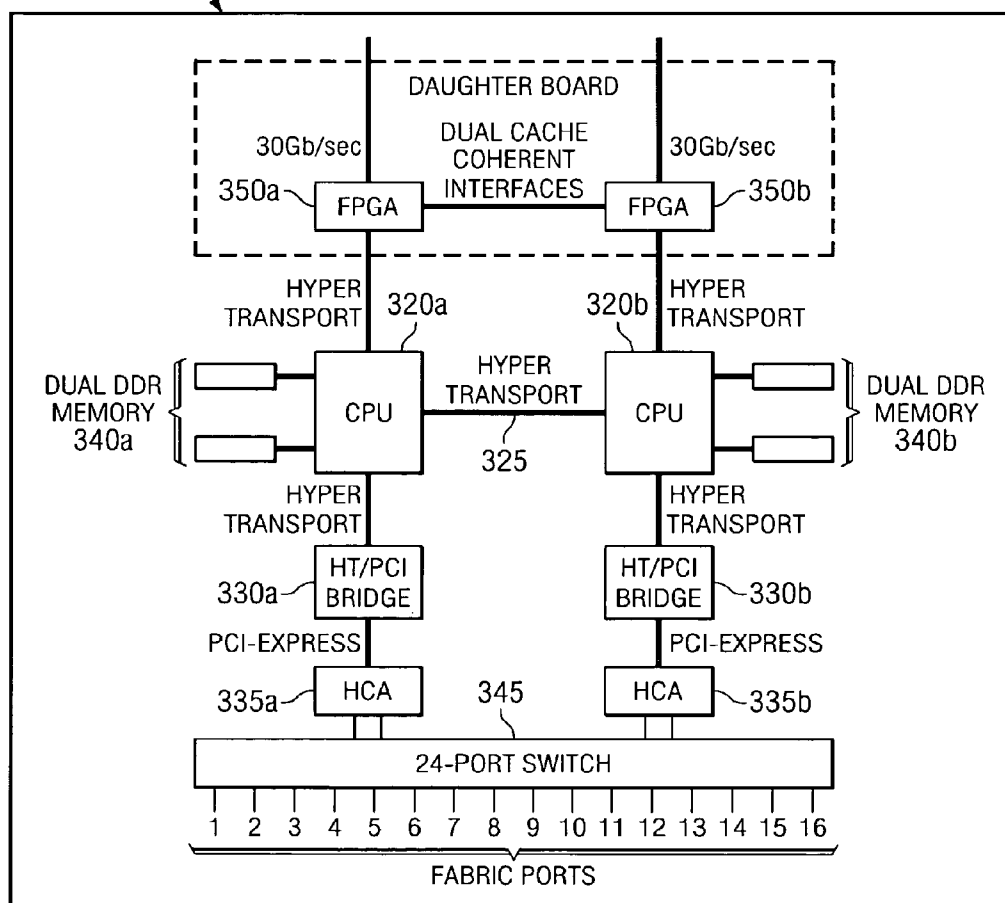 DAUGHTER BOARD
DUAL CACHE
COHERENT
INTERFACES
30Gb/sec
30Gb/sec
350a
FPGA
FPGA
350b
HYPER
TRANSPORT
320a
320b
HYPER
TRANSPORT
DUAL DDR
MEMORY
340a
CPU
HYPER
TRANSPORT
325
CPU
DUAL DDR
MEMORY
340b
HYPER
TRANSPORT
HYPER
TRANSPORT
330a
HT/PCI
BRIDGE
HT/PCI
BRIDGE
330b
PCI-EXPRESS
PCI-EXPRESS
335a
HCA
345
HCA
335b
24-PORT SWITCH
1 2 3 4 5 6 7 8 9 10 11 12 13 14 15 16
FABRIC PORTS